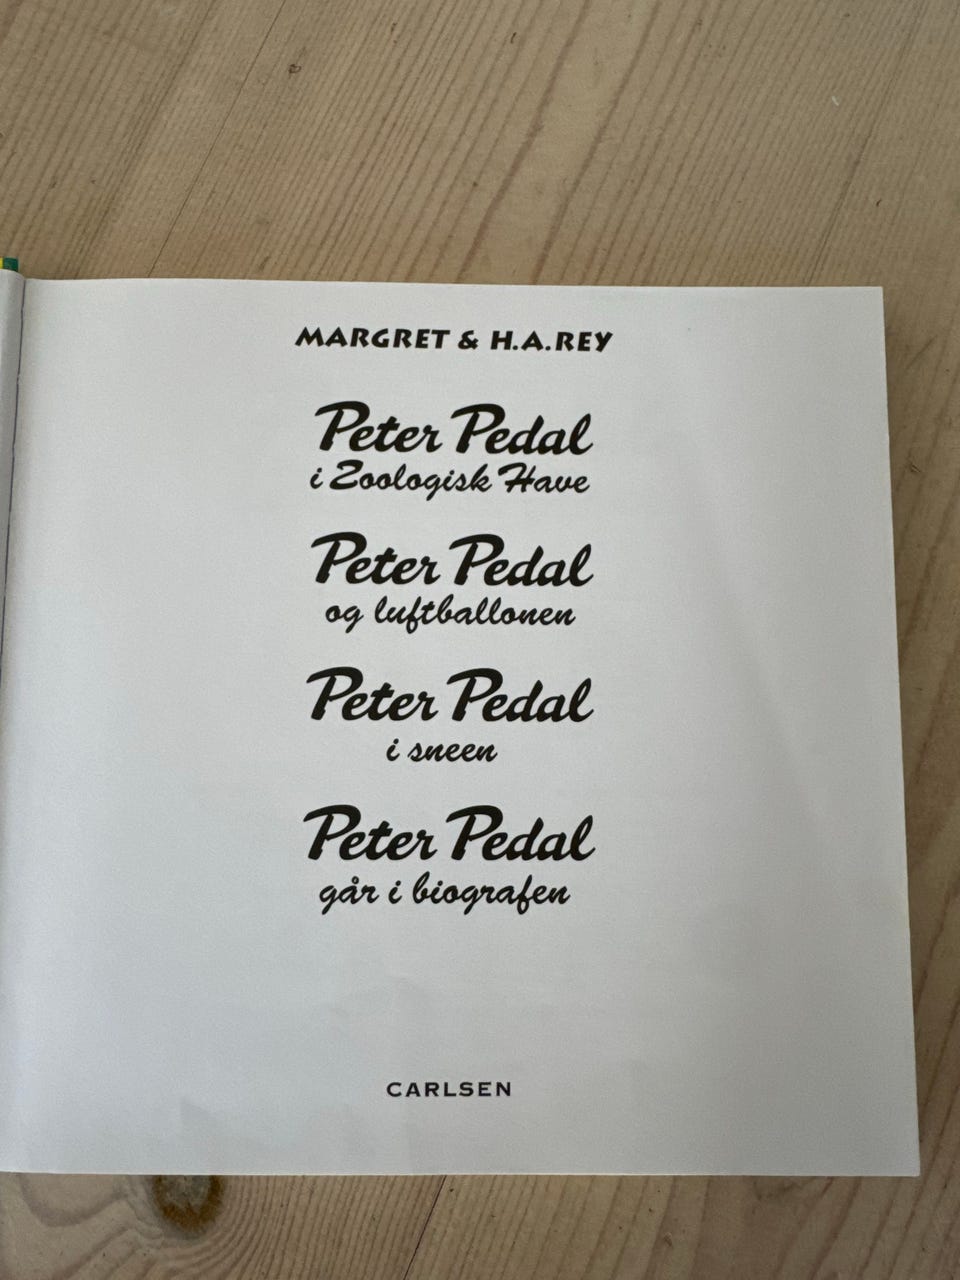 MARGRET & H.A.REY
Peter Pedal
i Zoologisk Have
Peter Pedal
og luftballonen
Peter Pedal
i sneen
Peter Pedal
går i biografen
CARLSEN